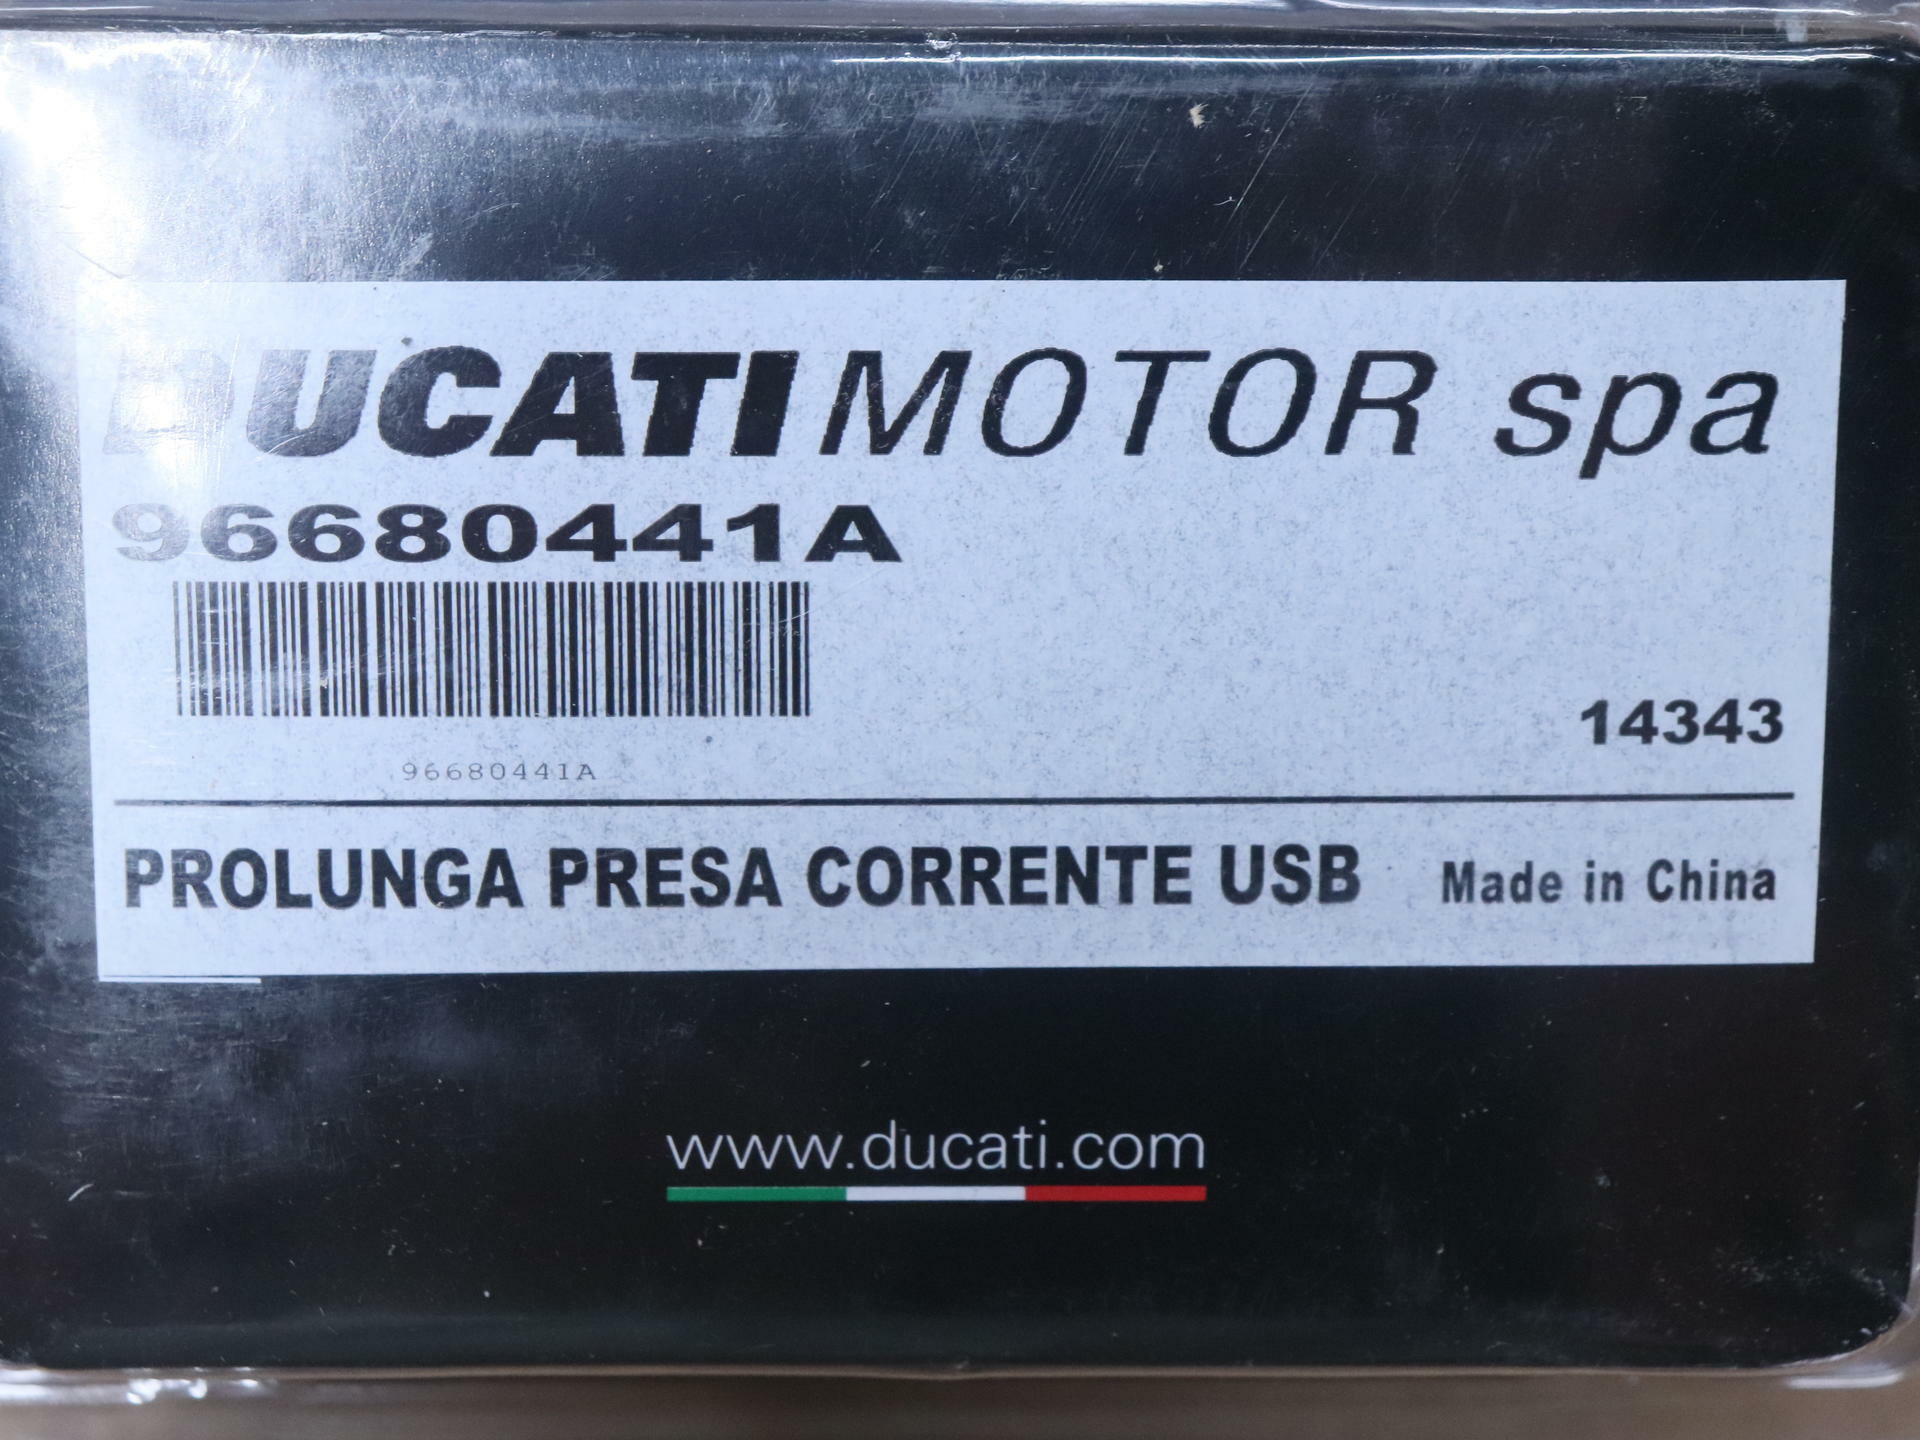 DUCATI MOTOR spa
96680441A
96680441A
14343
PROLUNGA PRESA CORRENTE USB Made in China
www.ducati.com